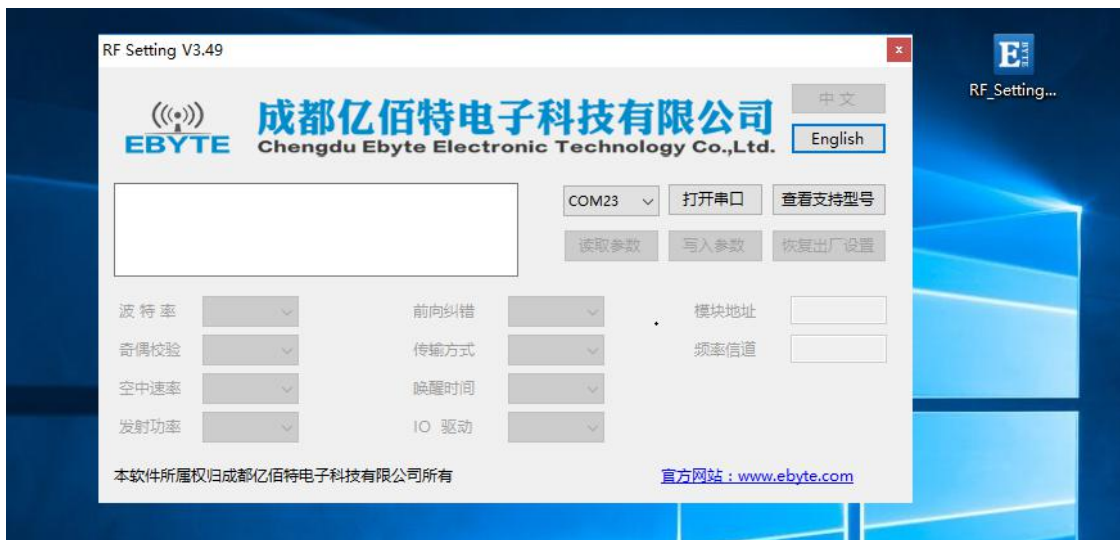 RF Setting V3.49
x
EBYTE
成都亿佰特电子科技有限公司
Chengdu Ebyte Electronic Technology Co.,Ltd.
中 文
English
E
BYTE
RF_Setting...
COM23
打开串口
查看支持型号
读取参数
写入参数
恢复出厂设置
波 特 率
前向纠错
模块地址
奇偶校验
传输方式
频率信道
空中速率
唤醒时间
发射功率
IO 驱动
本软件所属权归成都亿佰特电子科技有限公司所有
官方网站：www.ebyte.com